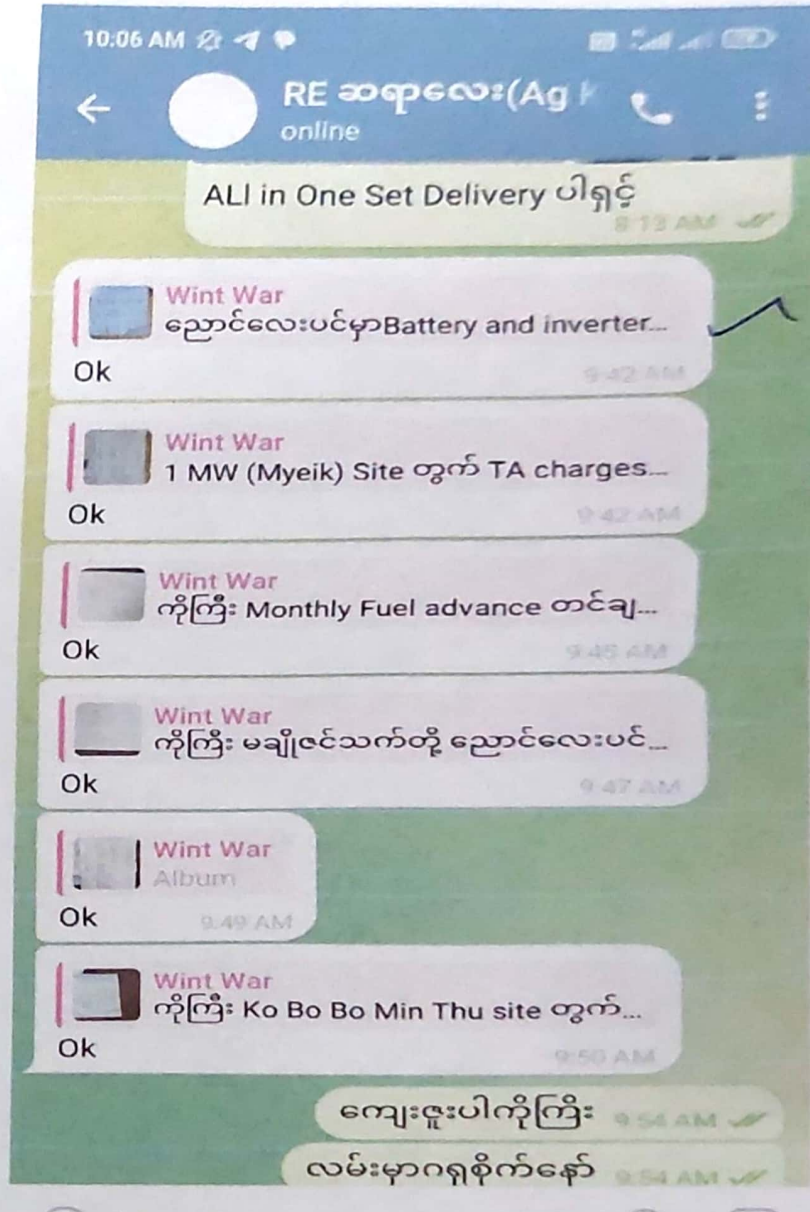 10:06 AM
RE ဆရာလေး(Ag
online
ALl in One Set Delivery ပါရှင့်
8:13 AM
Wint War
ညောင်လေးပင်မှာBattery and inverter...
Ok
9:42 AM
Wint War
1 MW (Myeik) Site တွက် TA charges...
Ok
9:42 AM
Wint War
ကိုကြီး Monthly Fuel advance တင်ချ...
Ok
9:45 AM
Wint War
ကိုကြီး မချိုဇင်သက်တို့ ညောင်လေးပင်...
Ok
9:47 AM
Wint War
Album
Ok
9:49 AM
Wint War
ကိုကြီး Ko Bo Bo Min Thu site တွက်...
Ok
9:50 AM
ကျေးဇူးပါကိုကြီး 9:54 AM
လမ်းမှာဂရုစိုက်နော် 9:54 AM